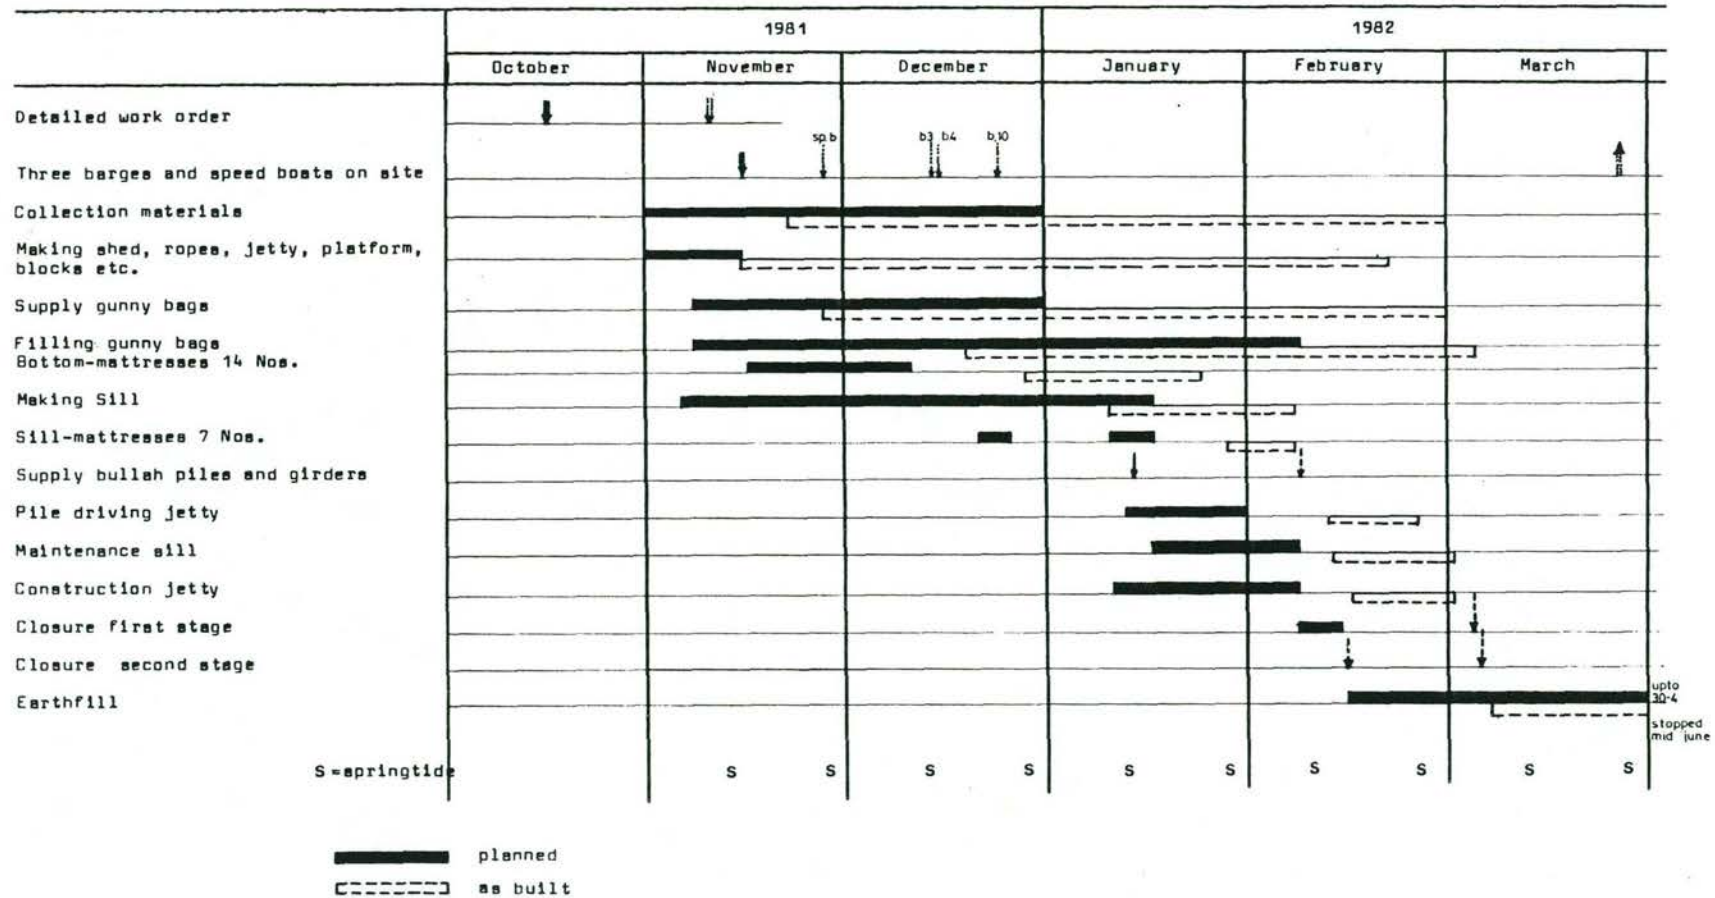 1981 1982
October November December January February March
Detailed work order
sp.b b3 b4 b,10
Three barges and speed boats on site
Collection materials
Making shed, ropes, jetty, platform,
blocks etc.
Supply gunny bags
Filling gunny bags
Bottom-mattresses 14 Nos.
Making Sill
Sill-mattresses 7 Nos.
Supply bullah piles and girders
Pile driving jetty
Maintenance sill
Construction jetty
Closure first stage
Closure second stage
Earthfill
upto
30-4
stopped
mid june
S=springtide S S S S S S S S S S
planned
as built